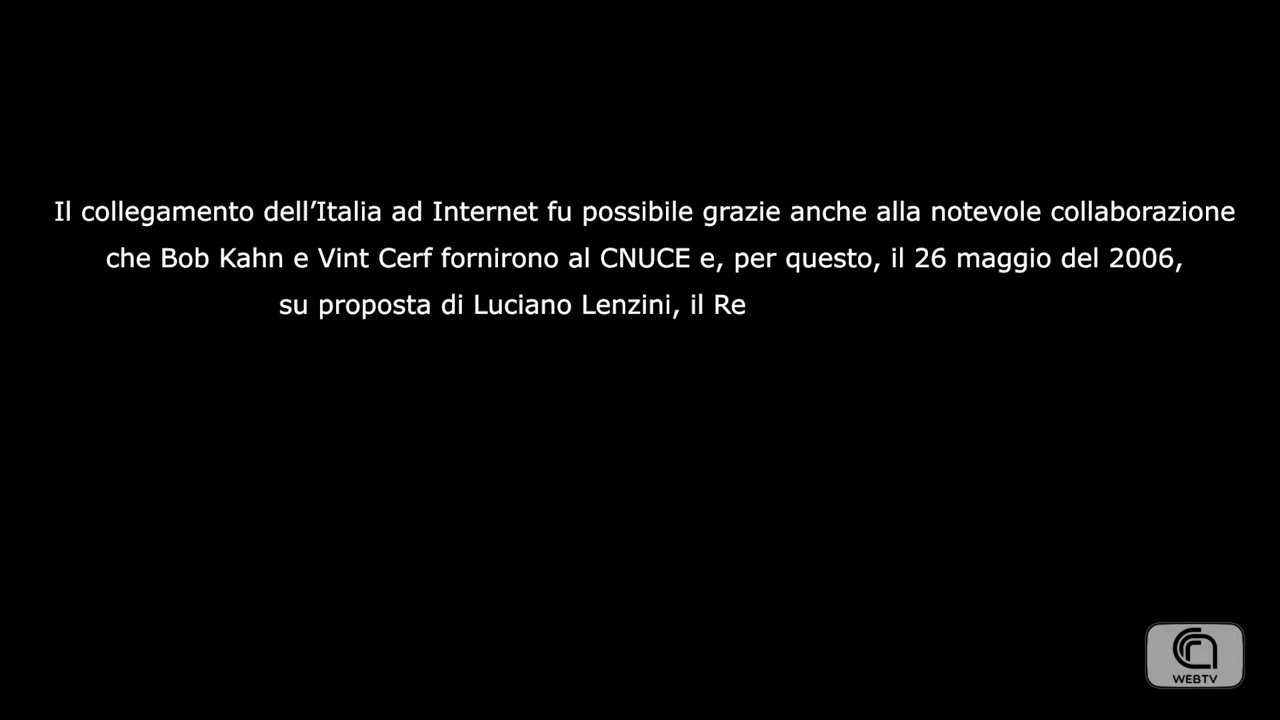 Il collegamento dell’Italia ad Internet fu possibile grazie anche alla notevole collaborazione
che Bob Kahn e Vint Cerf fornirono al CNUCE e, per questo, il 26 maggio del 2006,
su proposta di Luciano Lenzini, il Re
WEBTV